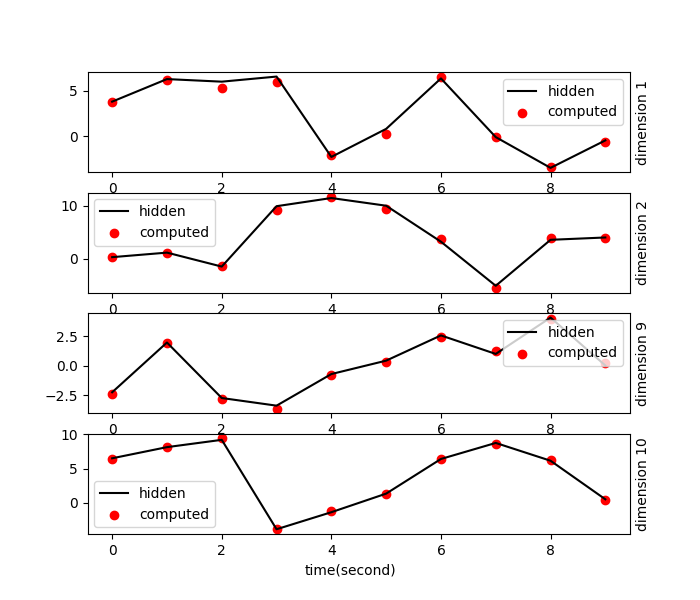 5
0
hidden
computed
dimension 1
0 2 4 6 8
10
0
hidden
computed
dimension 2
0 2 4 6 8
2.5
0.0
−2.5
hidden
computed
dimension 9
0 2 4 6 8
10
5
0
hidden
computed
dimension 10
0 2 4 6 8
time(second)